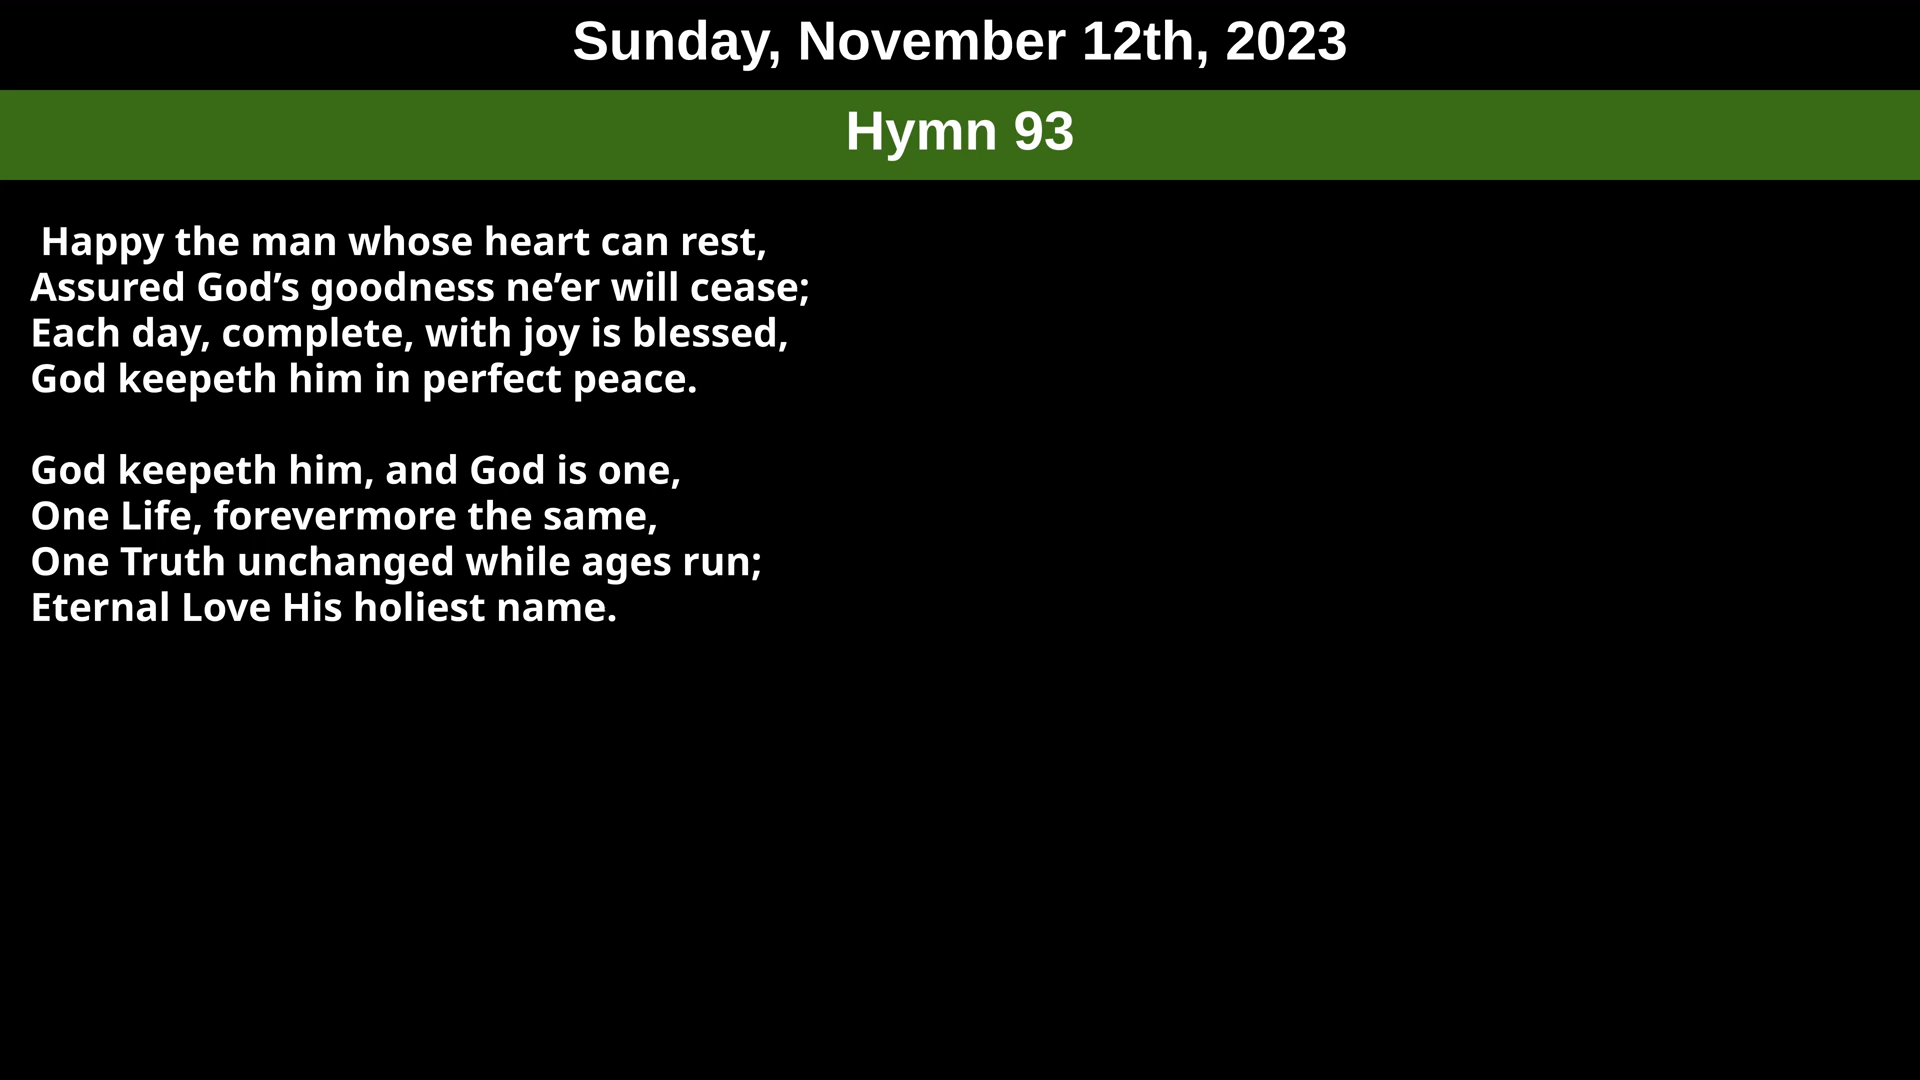 Sunday, November 12th, 2023
Hymn 93
Happy the man whose heart can rest,
Assured God’s goodness ne’er will cease;
Each day, complete, with joy is blessed,
God keepeth him in perfect peace.
God keepeth him, and God is one,
One Life, forevermore the same,
One Truth unchanged while ages run;
Eternal Love His holiest name.